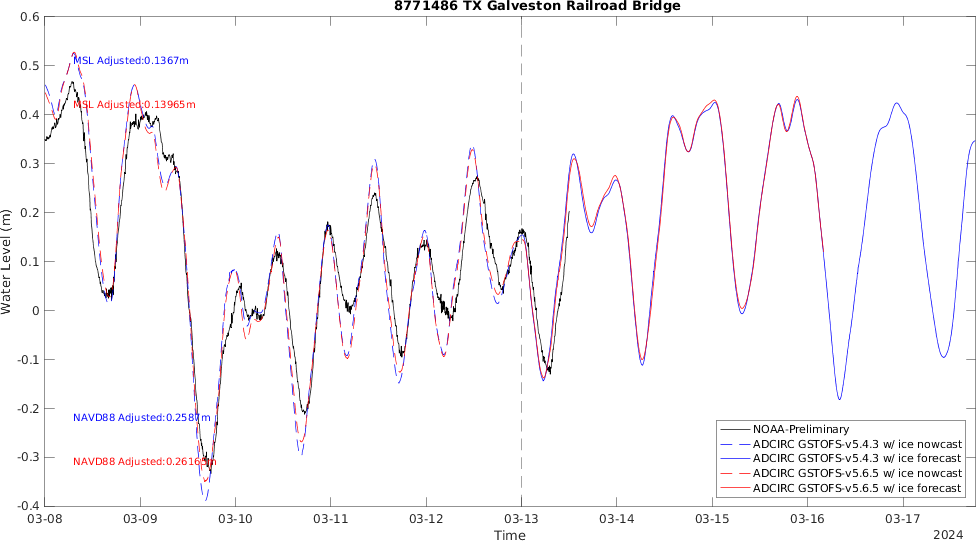 8771486 TX Galveston Railroad Bridge
0.6
0.5
0.4
0.3
0.2
0.1
0
-0.1
-0.2
-0.3
-0.4
Water Level (m)
MSL Adjusted:0.1367m
MSL Adjusted:0.13965m
NAVD88 Adjusted:0.2587m
NAVD88 Adjusted:0.26165m
NOAA-Preliminary
ADCIRC GSTOFS-v5.4.3 w/ice nowcast
ADCIRC GSTOFS-v5.4.3 w/ice forecast
ADCIRC GSTOFS-v5.6.5 w/ice nowcast
ADCIRC GSTOFS-v5.6.5 w/ice forecast
03-08 03-09 03-10 03-11 03-12 03-13 03-14 03-15 03-16 03-17
Time
2024